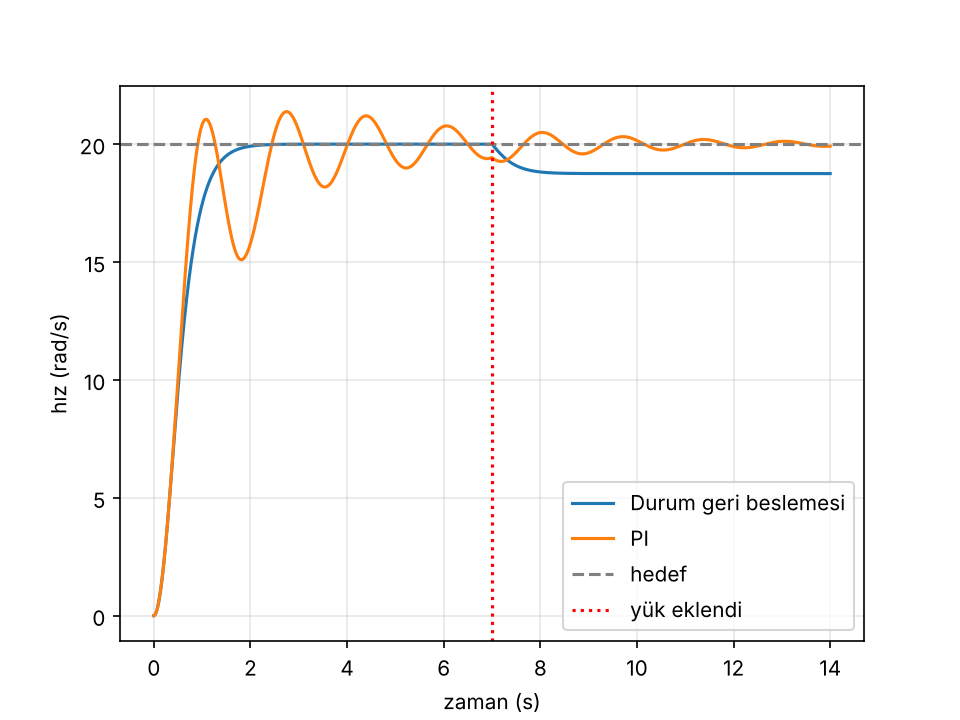 20
15
10
5
0
hız (rad/s)
Durum geri beslemesi
PI
hedef
yük eklendi
0 2 4 6 8 10 12 14
zaman (s)